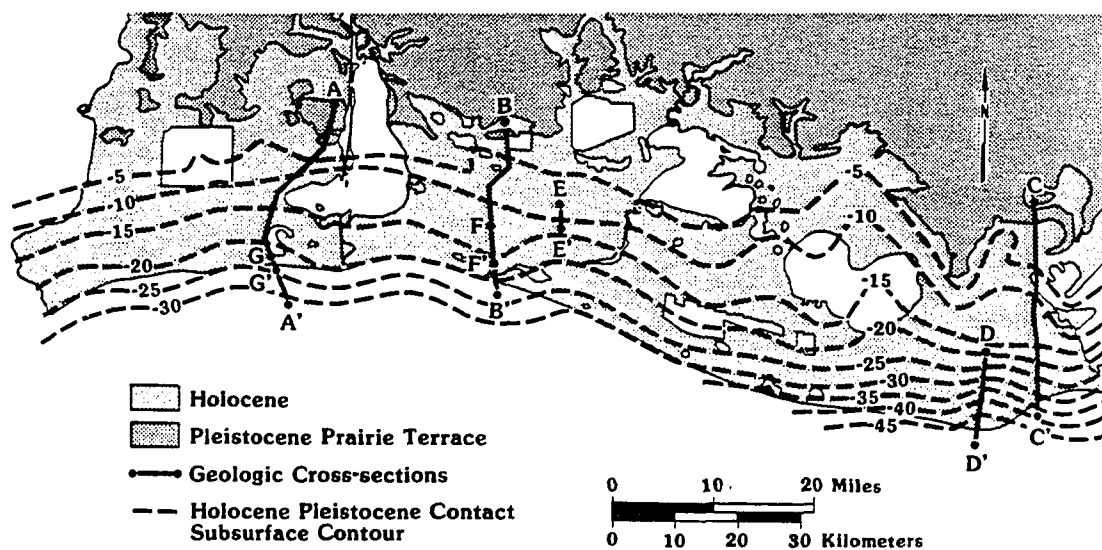 N
A
B
C
J
E
-5
-5
-10
-10
F
-15
E'
G
F'
-15
-20
G'
-20
-25
B'
-30
A'
D
-25
-30
35
-40
45
C'
D'
Holocene
Pleistocene Prairie Terrace
Geologic Cross-sections
Holocene Pleistocene Contact
Subsurface Contour
0 10 20 Miles
0 10 20 30 Kilometers